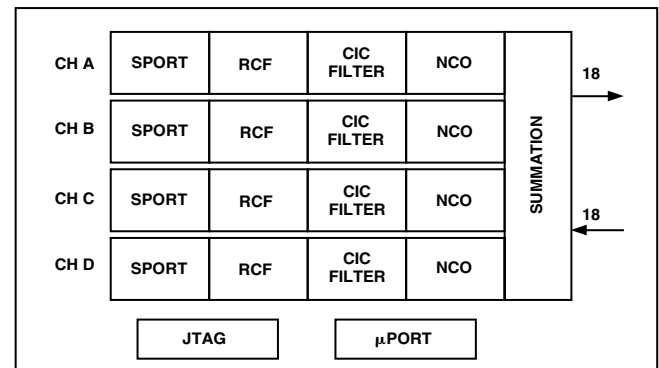 CH A SPORT RCF CIC FILTER NCO
18
CH B SPORT RCF CIC FILTER NCO
SUMMATION
CH C SPORT RCF CIC FILTER NCO
18
CH D SPORT RCF CIC FILTER NCO
JTAG µPORT